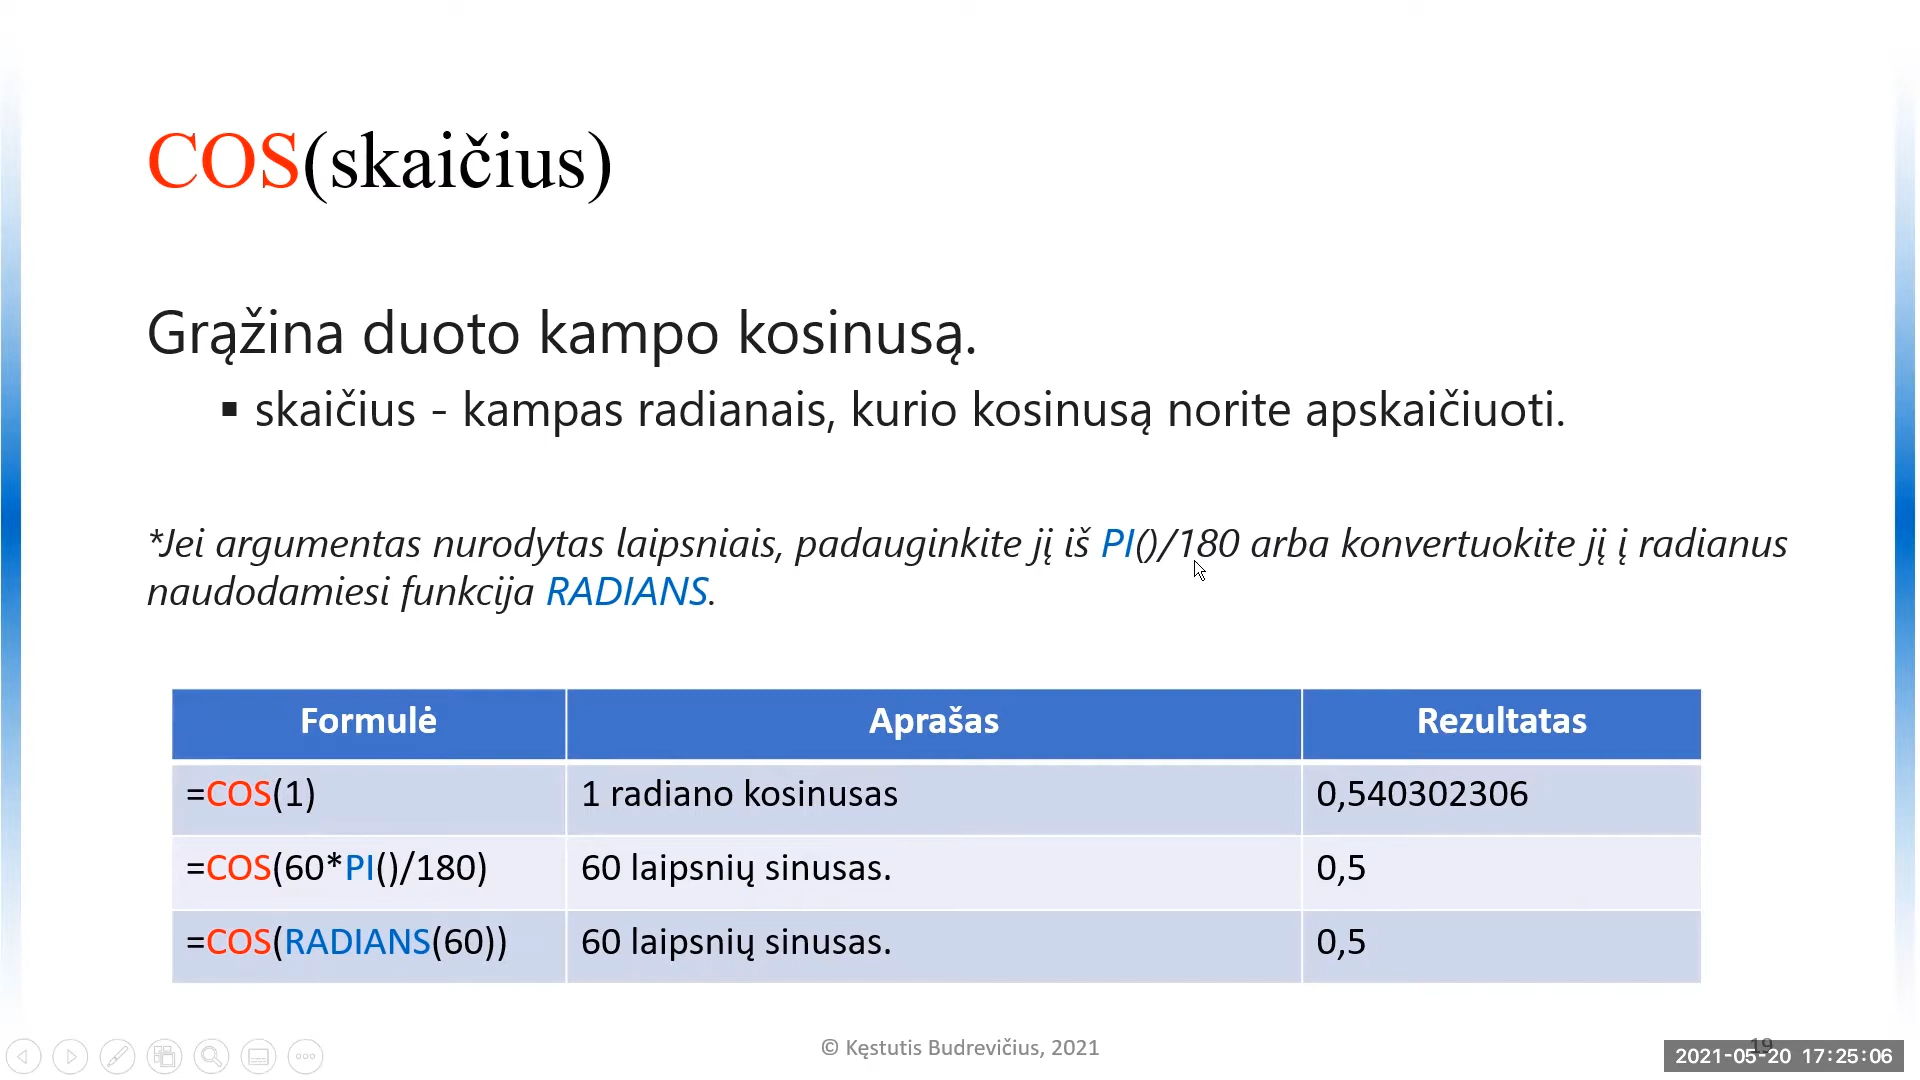 COS(skaičius)
Grąžina duoto kampo kosinusą.
▪ skaičius - kampas radianais, kurio kosinusą norite apskaičiuoti.
*Jei argumentas nurodytas laipsniais, padauginkite jį iš PI()/180 arba konvertuokite jį į radianus
naudodamiesi funkcija RADIANS.
Formulė Aprašas Rezultatas
=COS(1) 1 radiano kosinusas 0,540302306
=COS(60*PI()/180) 60 laipsnių sinusas. 0,5
=COS(RADIANS(60)) 60 laipsnių sinusas. 0,5
© Kęstutis Budrevičius, 2021
19
2021-05-20 17:25:06